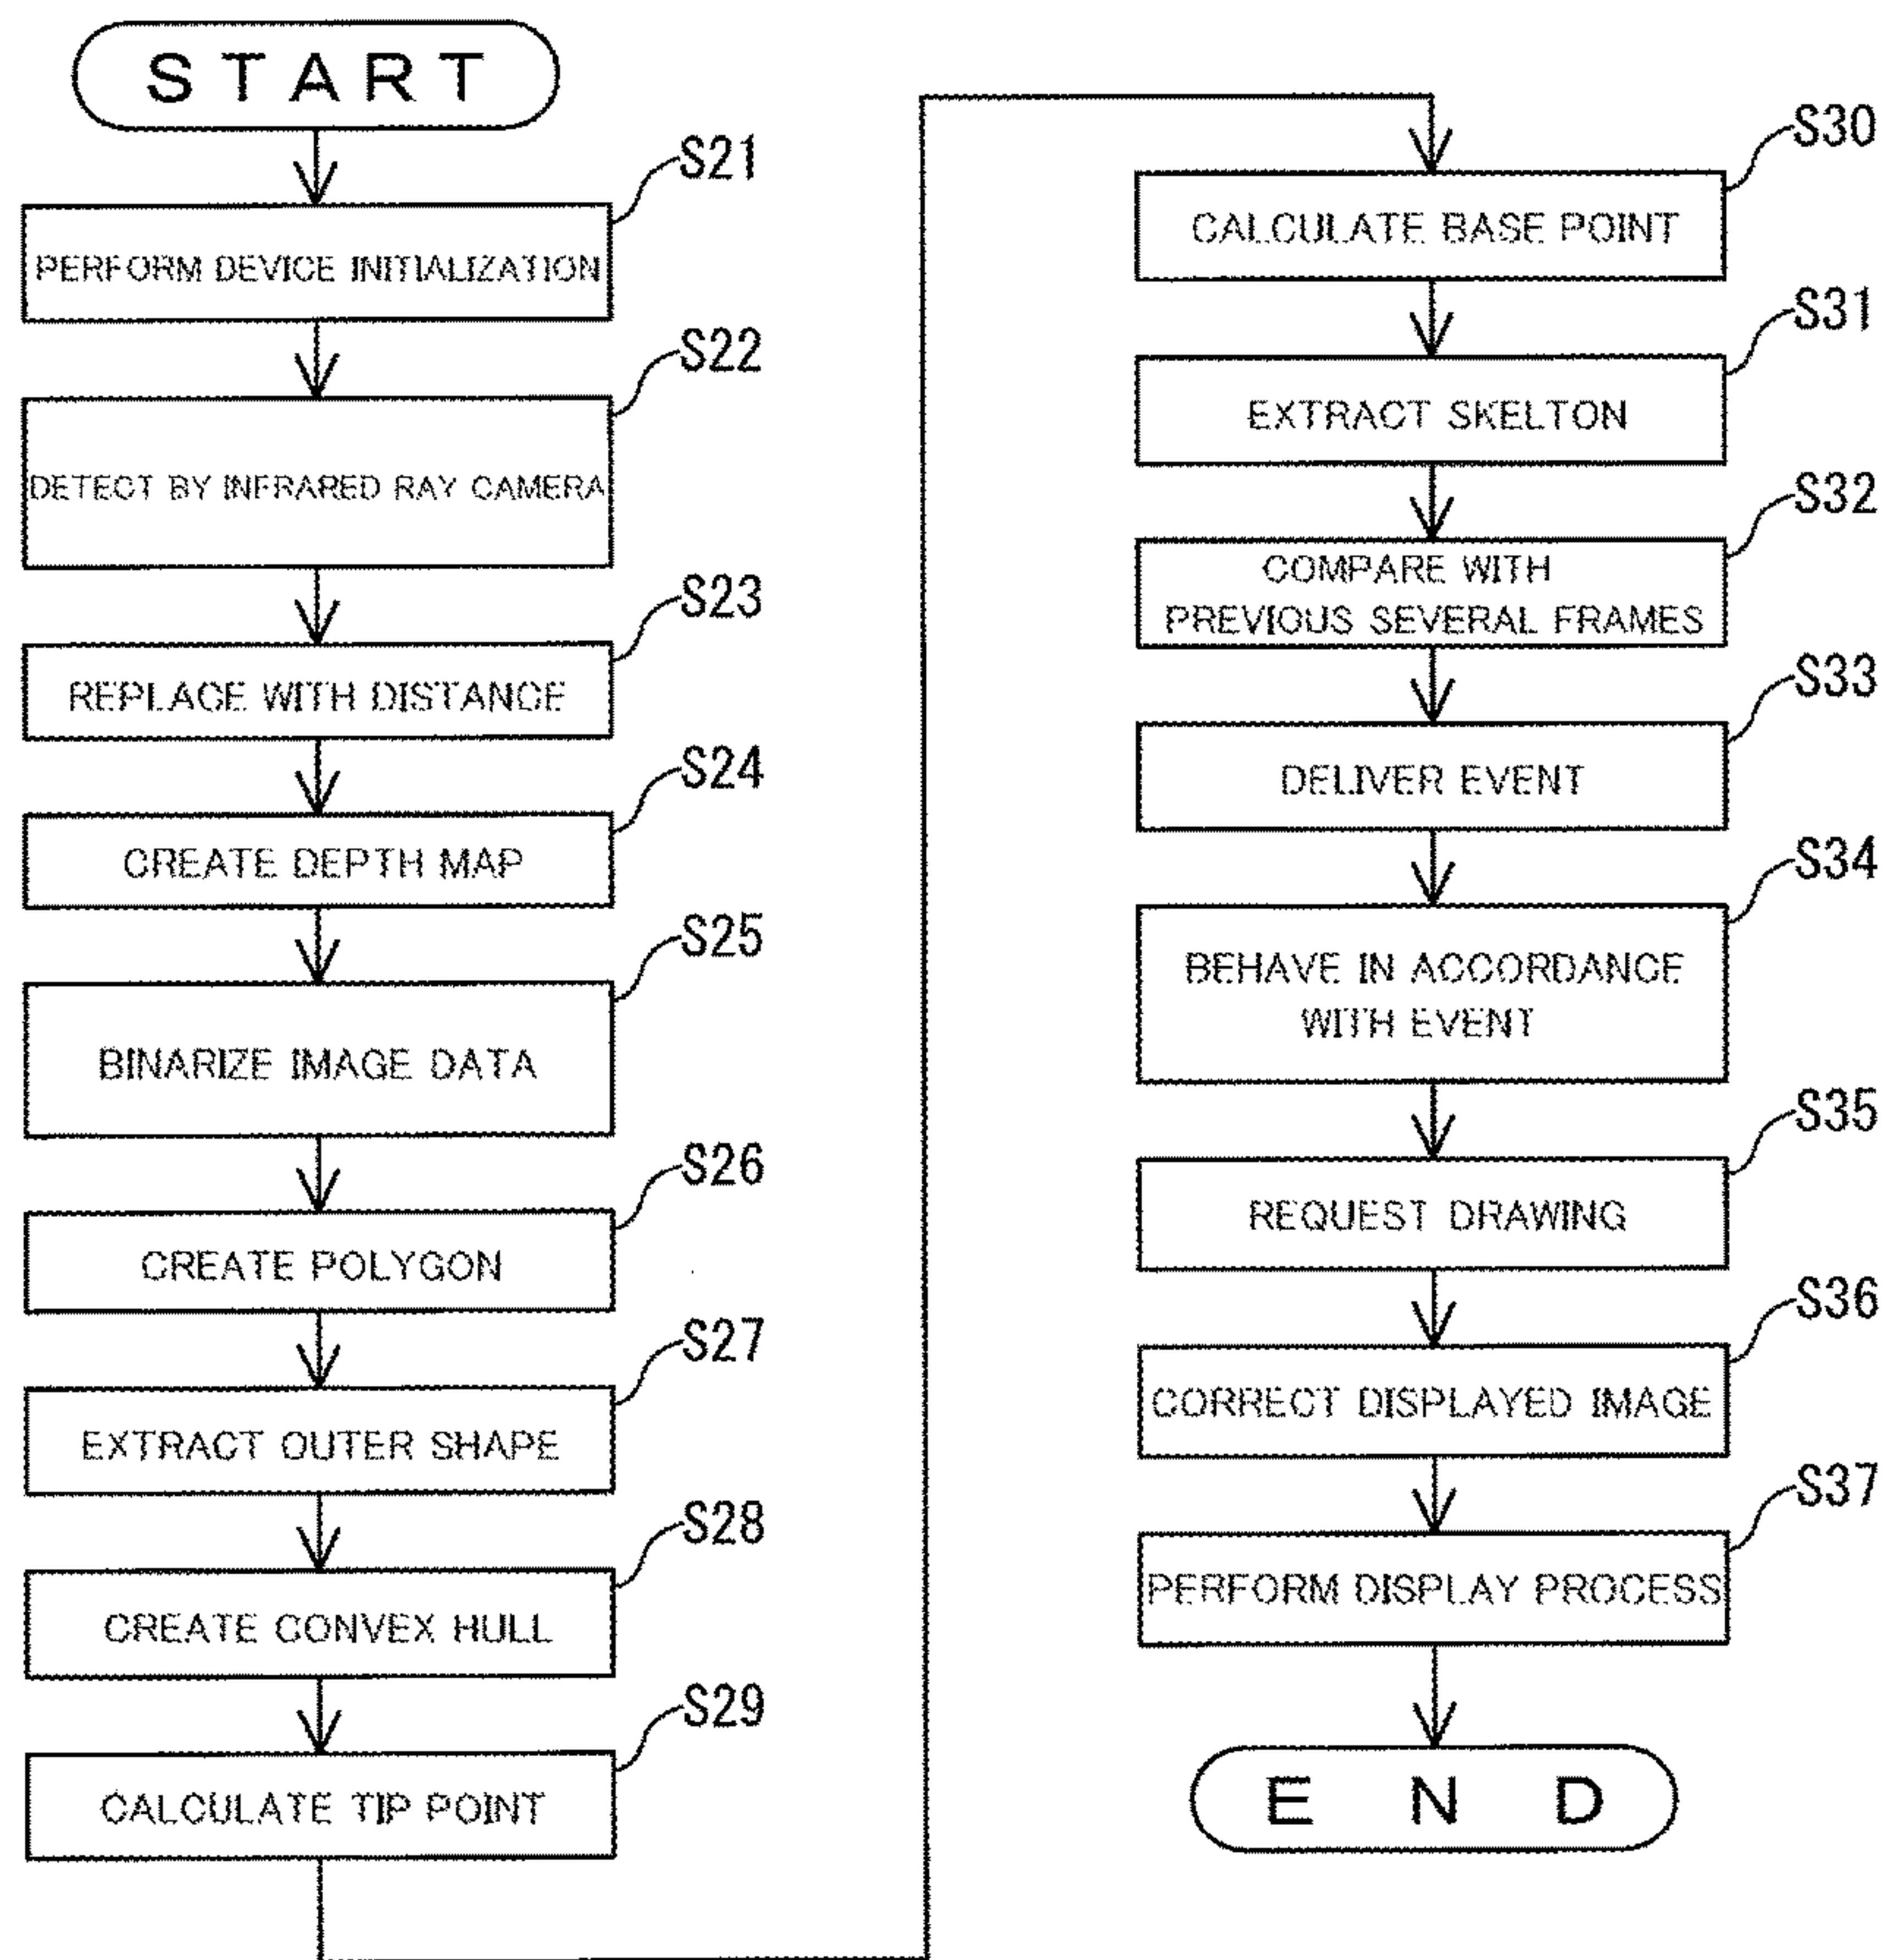 START
S21
PERFORM DEVICE INITIALIZATION
S22
DETECT BY INFRARED RAY CAMERA
S23
REPLACE WITH DISTANCE
S24
CREATE DEPTH MAP
S25
BINARIZE IMAGE DATA
S26
CREATE POLYGON
S27
EXTRACT OUTER SHAPE
S28
CREATE CONVEX HULL
S29
CALCULATE TIP POINT
S30
CALCULATE BASE POINT
S31
EXTRACT SKELTON
S32
COMPARE WITH
PREVIOUS SEVERAL FRAMES
S33
DELIVER EVENT
S34
BEHAVE IN ACCORDANCE
WITH EVENT
S35
REQUEST DRAWING
S36
CORRECT DISPLAYED IMAGE
S37
PERFORM DISPLAY PROCESS
END